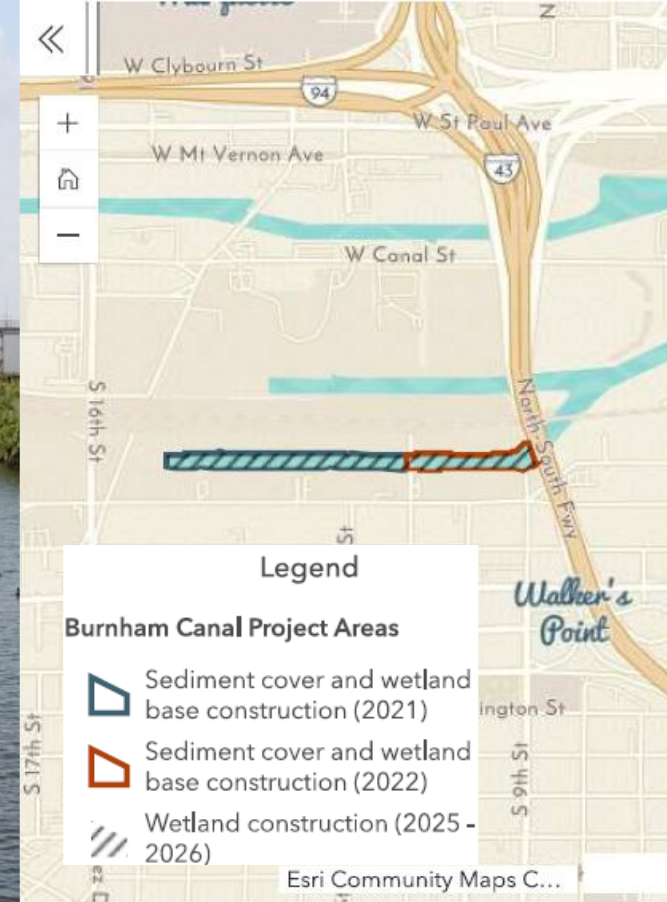 W Clybourn St
94
W St Paul Ave
W Mt Vernon Ave
43
N
W Canal St
S 16th St
North-South Fwy
St
Walker's
Point
Legend
Burnham Canal Project Areas
Sediment cover and wetland
base construction (2021)
Sediment cover and wetland
base construction (2022)
Wetland construction (2025 -
2026)
ington St
S 17th St
S 9th St
Esri Community Maps C...